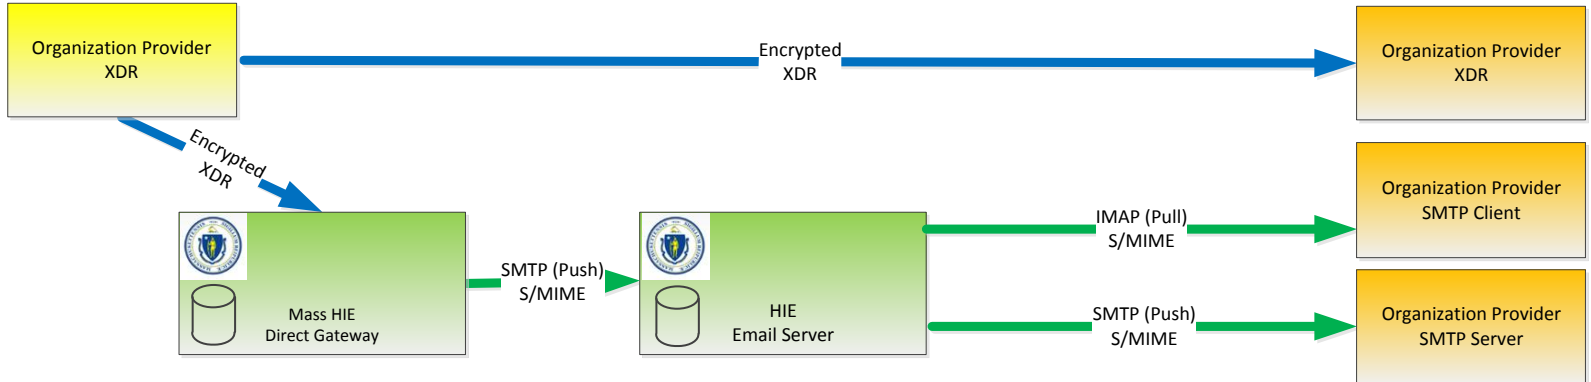 Organization Provider
XDR
Encrypted
XDR
Organization Provider
XDR
Encrypted
XDR
Mass HIE
Direct Gateway
SMTP (Push)
S/MIME
HIE
Email Server
IMAP (Pull)
S/MIME
Organization Provider
SMTP Client
SMTP (Push)
S/MIME
Organization Provider
SMTP Server